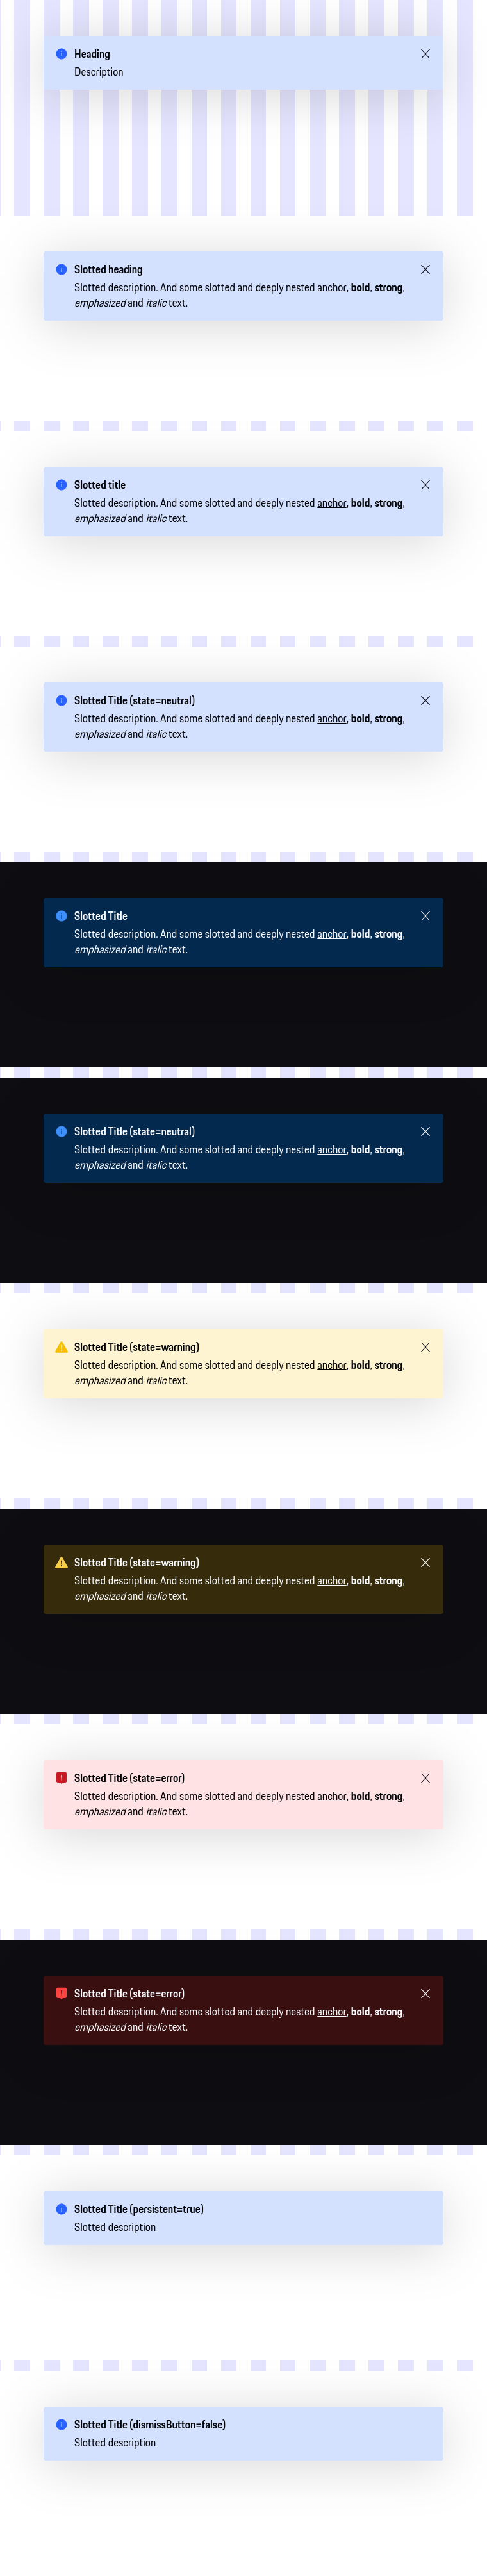 Heading
Description
Slotted heading
Slotted description. And some slotted and deeply nested anchor, bold, strong,
emphasized and italic text.
Slotted title
Slotted description. And some slotted and deeply nested anchor, bold, strong,
emphasized and italic text.
Slotted Title (state=neutral)
Slotted description. And some slotted and deeply nested anchor, bold, strong,
emphasized and italic text.
Slotted Title
Slotted description. And some slotted and deeply nested anchor, bold, strong,
emphasized and italic text.
Slotted Title (state=neutral)
Slotted description. And some slotted and deeply nested anchor, bold, strong,
emphasized and italic text.
Slotted Title (state=warning)
Slotted description. And some slotted and deeply nested anchor, bold, strong,
emphasized and italic text.
Slotted Title (state=warning)
Slotted description. And some slotted and deeply nested anchor, bold, strong,
emphasized and italic text.
Slotted Title (state=error)
Slotted description. And some slotted and deeply nested anchor, bold, strong,
emphasized and italic text.
Slotted Title (state=error)
Slotted description. And some slotted and deeply nested anchor, bold, strong,
emphasized and italic text.
Slotted Title (persistent=true)
Slotted description
Slotted Title (dismissButton=false)
Slotted description